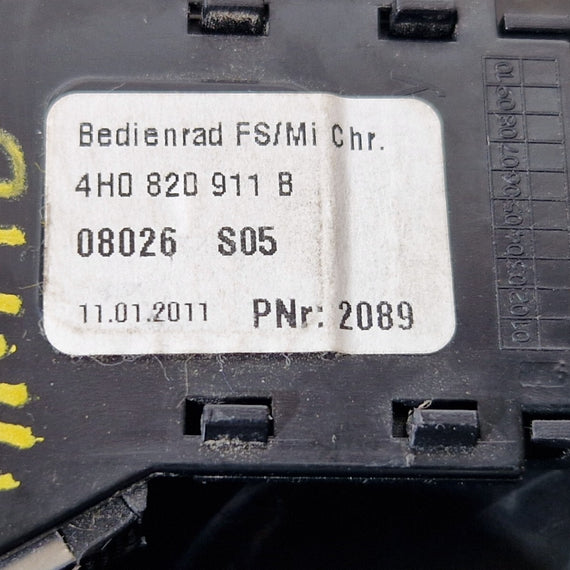 Bedienrad FS/Mi Chr.
4H0 820 911 B
08026 S05
11.01.2011 PNr: 2089